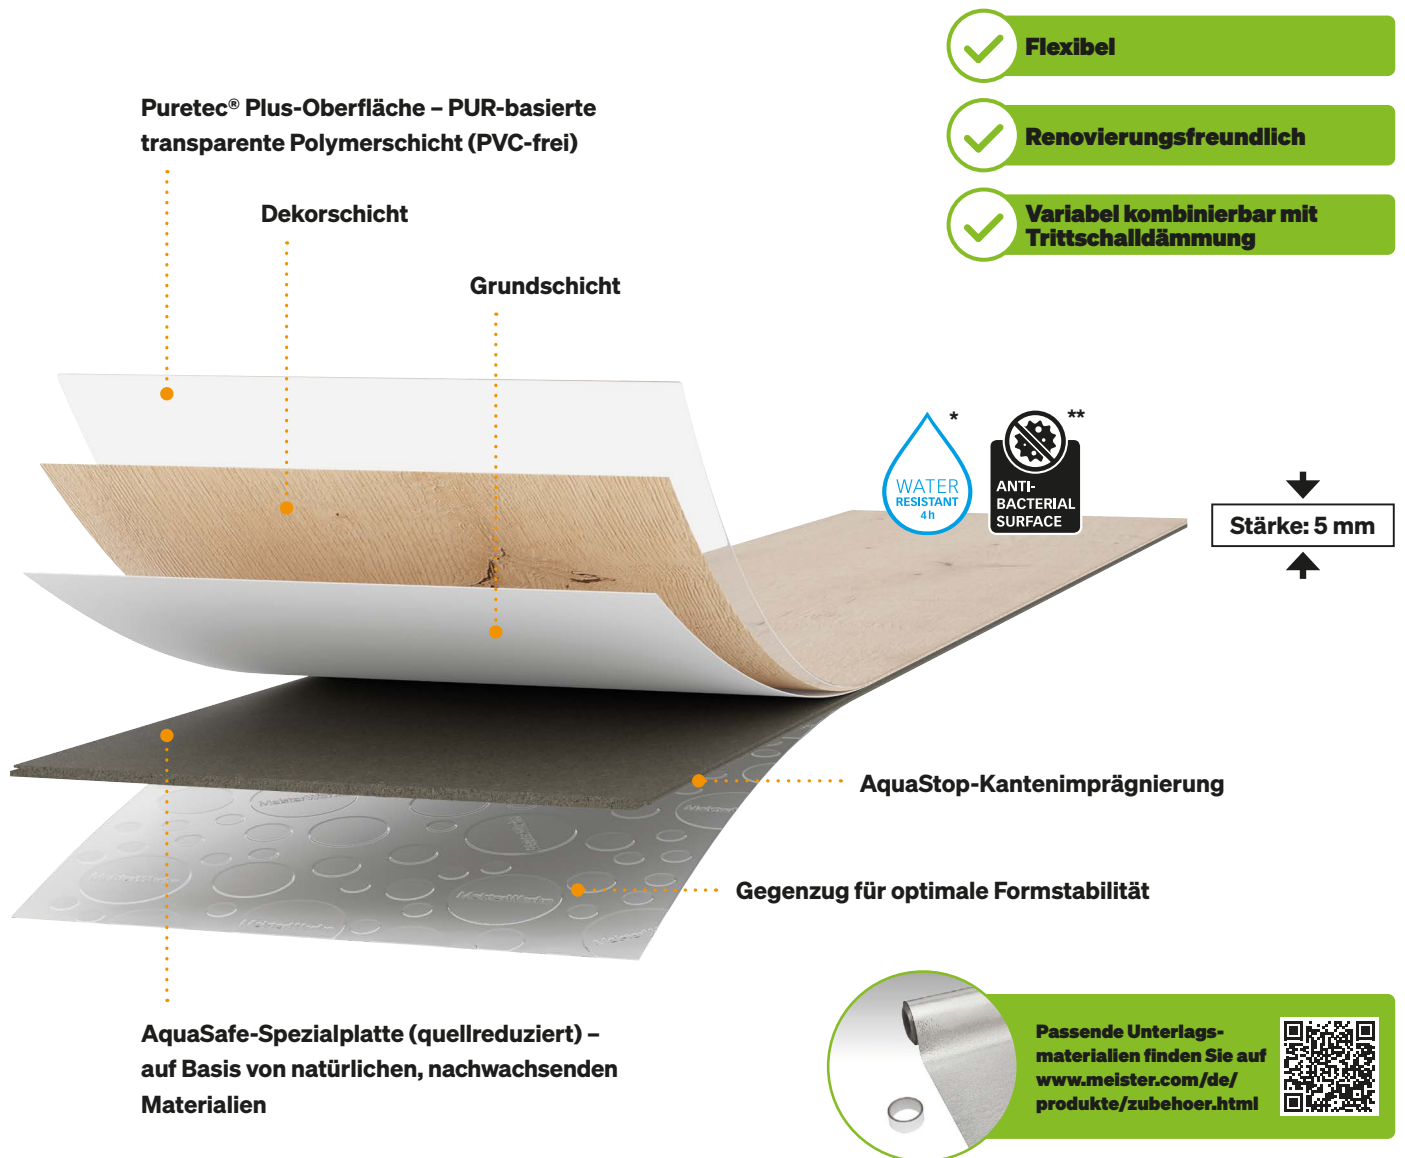 Flexibel
Renovierungsfreundlich
Variabel kombinierbar mit
Trittschalldämmung
Puretec® Plus-Oberfläche – PUR-basierte
transparente Polymerschicht (PVC-frei)
Dekorschicht
Grundschicht
*
WATER
RESISTANT
4 h
**
ANTI-
BACTERIAL
SURFACE
Stärke: 5 mm
AquaStop-Kantenimprägnierung
MeisterWerke
MeisterWerke
Gegenzug für optimale Formstabilität
AquaSafe-Spezialplatte (quellreduziert) –
auf Basis von natürlichen, nachwachsenden
Materialien
Passende Unterlags-
materialien finden Sie auf
www.meister.com/de/
produkte/zubehoer.html